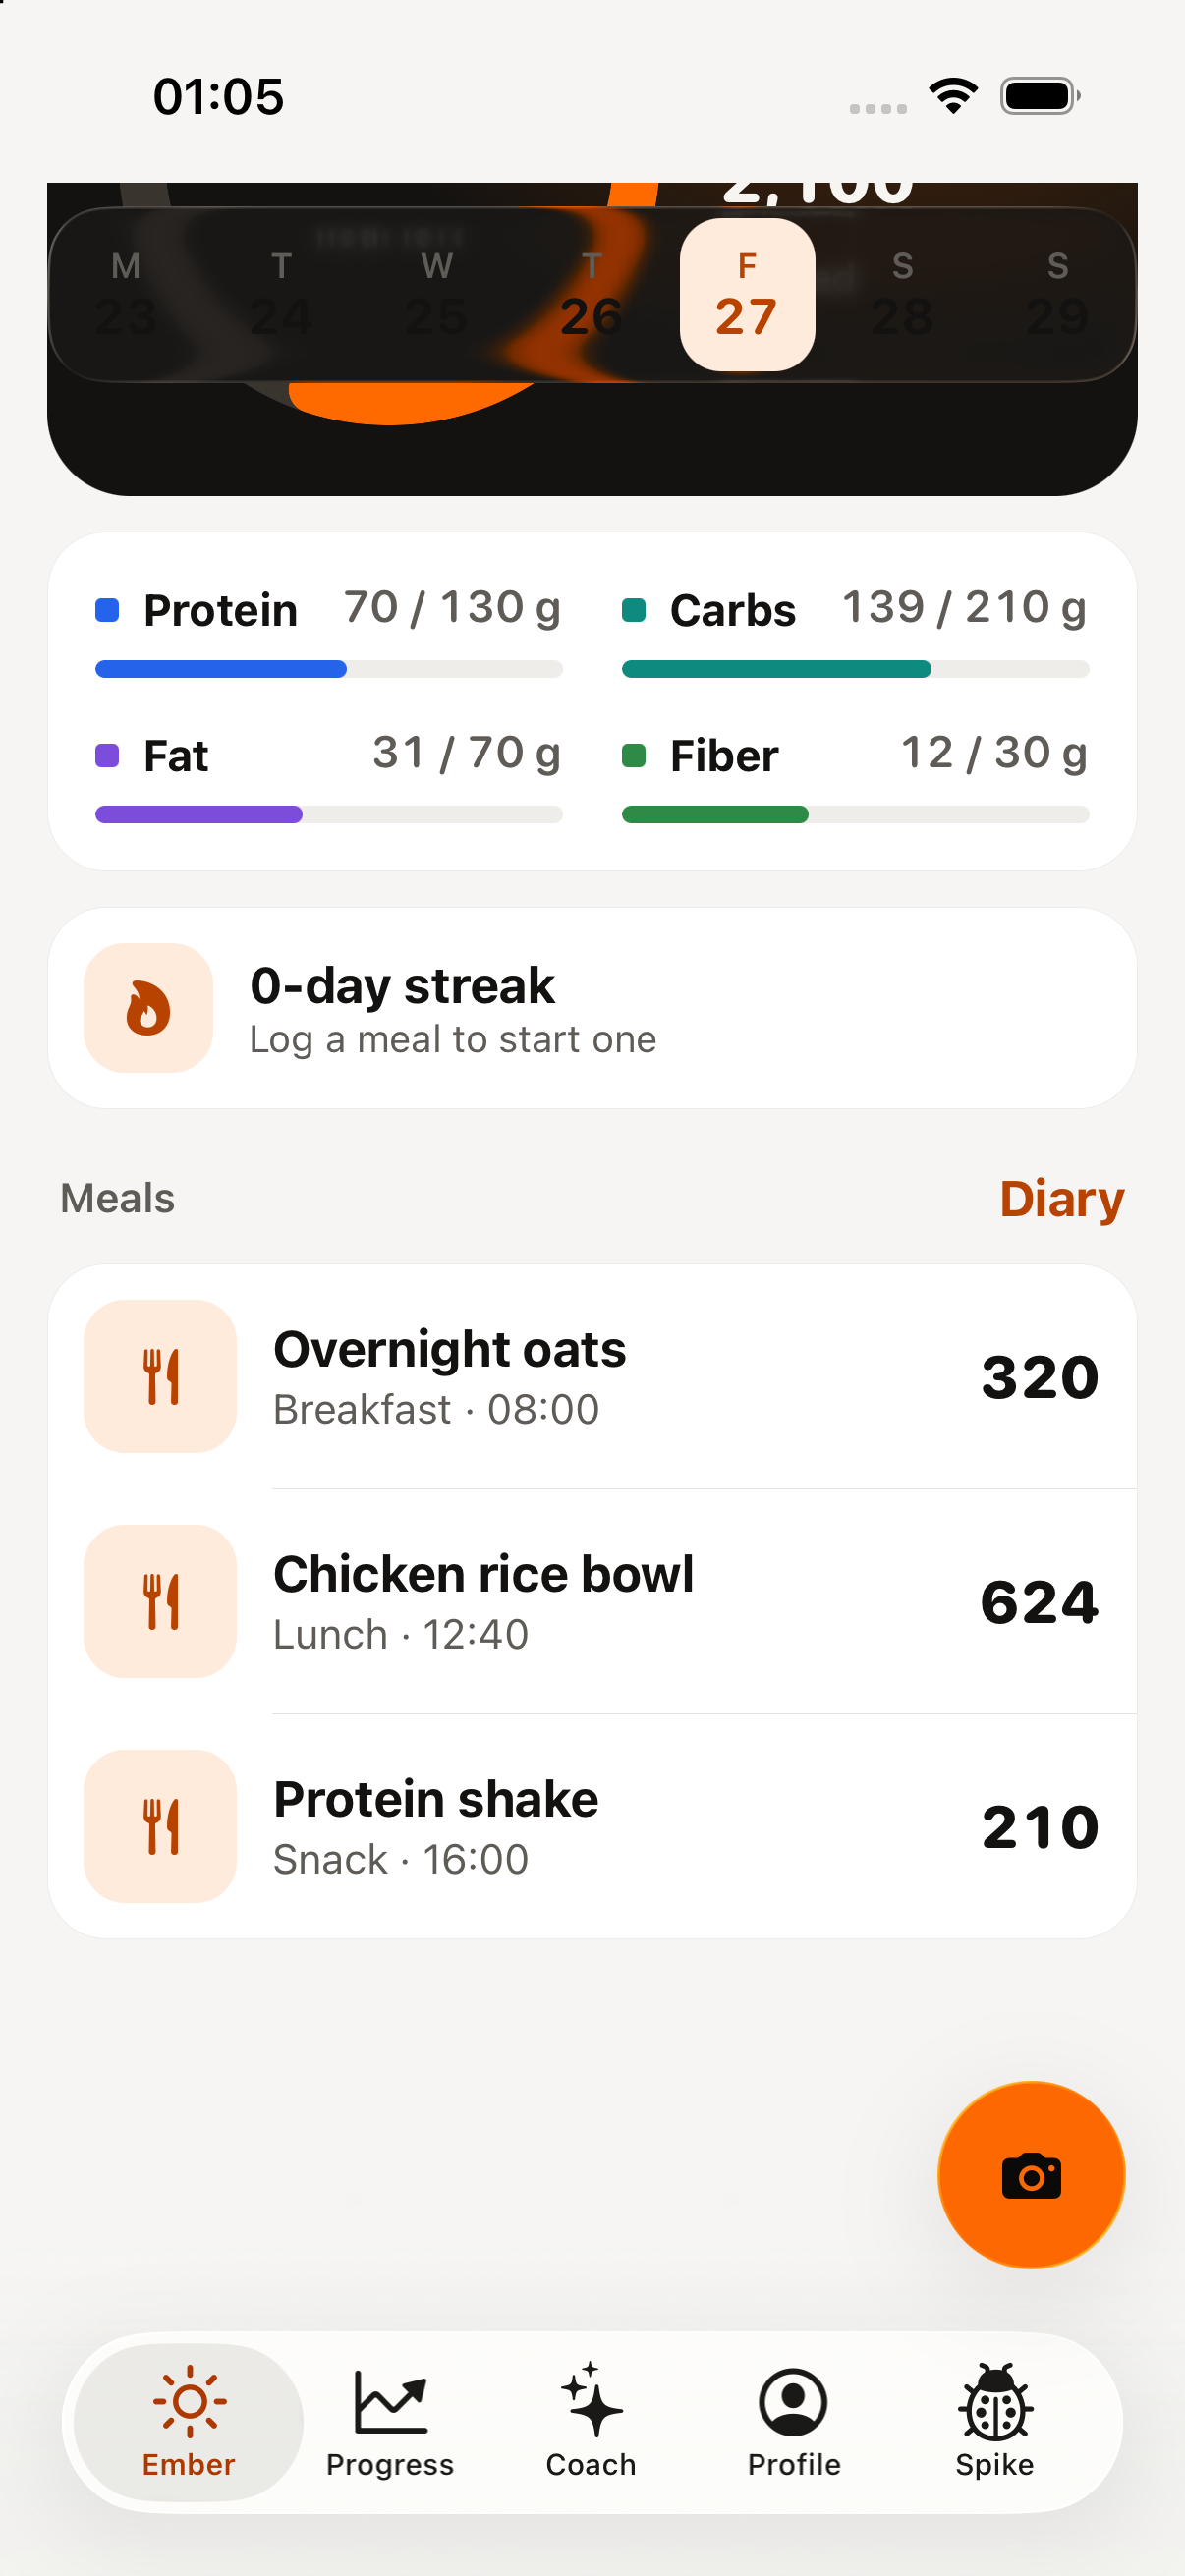 01:05
2,100
M T W T F S S
23 24 25 26 27 28 29
Protein 70 / 130 g
Carbs 139 / 210 g
Fat 31 / 70 g
Fiber 12 / 30 g
0-day streak
Log a meal to start one
Meals
Diary
Overnight oats
Breakfast · 08:00
320
Chicken rice bowl
Lunch · 12:40
624
Protein shake
Snack · 16:00
210
Ember Progress Coach Profile Spike